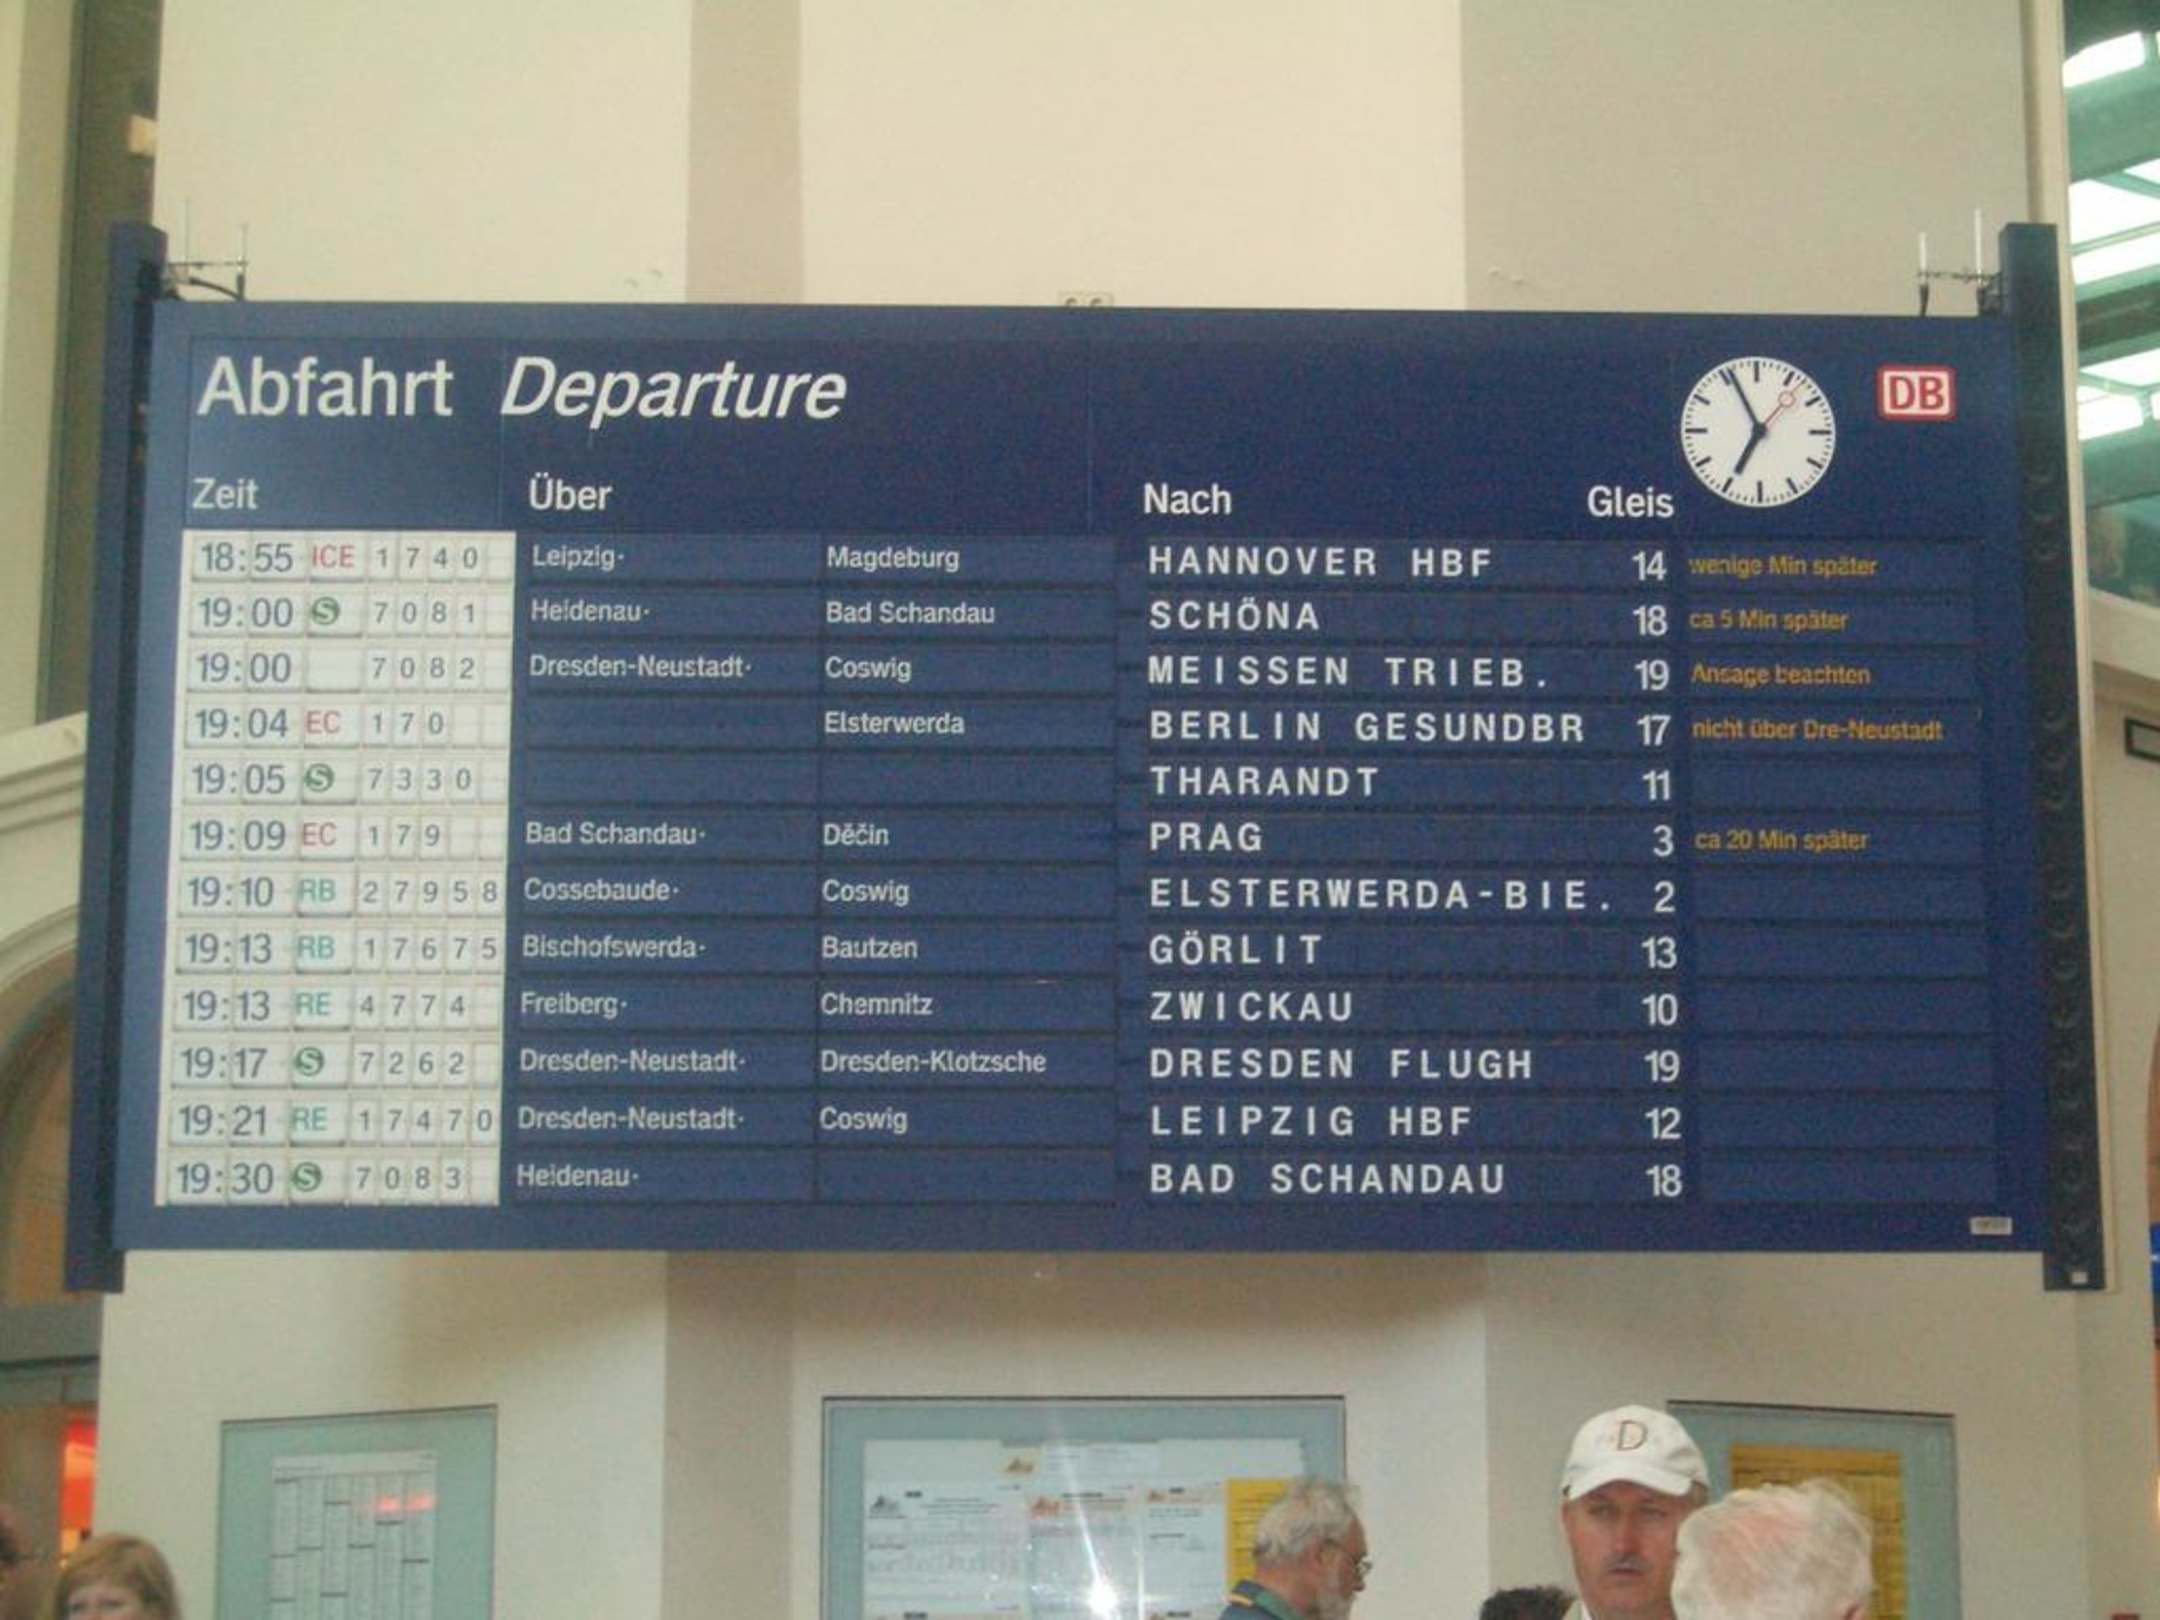 Abfahrt Departure DB
Zeit Über Nach Gleis
18:55 ICE 1740 Leipzig· Magdeburg HANNOVER HBF 14 wenige Min später
19:00 S 7081 Heidenau· Bad Schandau SCHÖNA 18 ca 5 Min später
19:00 7082 Dresden-Neustadt· Coswig MEISSEN TRIEB. 19 Ansage beachten
19:04 EC 170 Elsterwerda BERLIN GESUNDBR 17 nicht über Dre-Neustadt
19:05 S 7330 THARANDT 11
19:09 EC 179 Bad Schandau· Děčín PRAG 3 ca 20 Min später
19:10 RB 27958 Cossebaude· Coswig ELSTERWERDA-BIE. 2
19:13 RB 17675 Bischofswerda· Bautzen GÖRLIT 13
19:13 RE 4774 Freiberg· Chemnitz ZWICKAU 10
19:17 S 7262 Dresden-Neustadt· Dresden-Klotzsche DRESDEN FLUGH 19
19:21 RE 17470 Dresden-Neustadt· Coswig LEIPZIG HBF 12
19:30 S 7083 Heidenau· BAD SCHANDAU 18
D